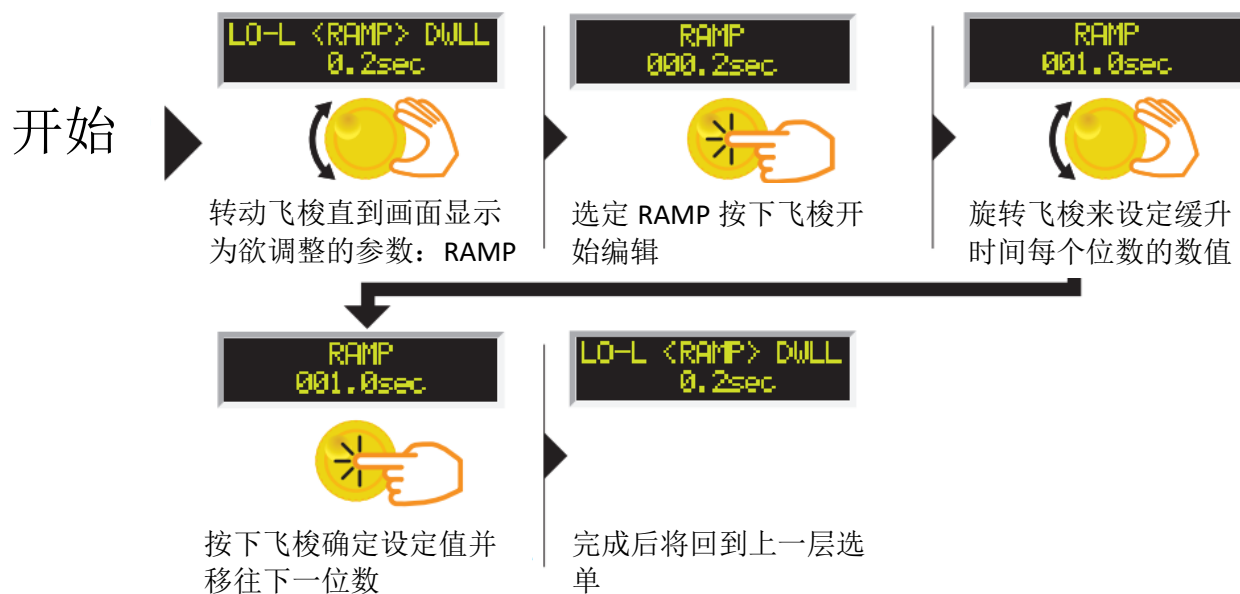 开始
LO-L <RAMP> DWLL
0.2sec
转动飞梭直到画面显示
为欲调整的参数：RAMP
RAMP
000.2sec
选定 RAMP 按下飞梭开
始编辑
RAMP
001.0sec
旋转飞梭来设定缓升
时间每个位数的数值
RAMP
001.0sec
按下飞梭确定设定值并
移往下一位数
LO-L <RAMP> DWLL
0.2sec
完成后将回到上一层选
单